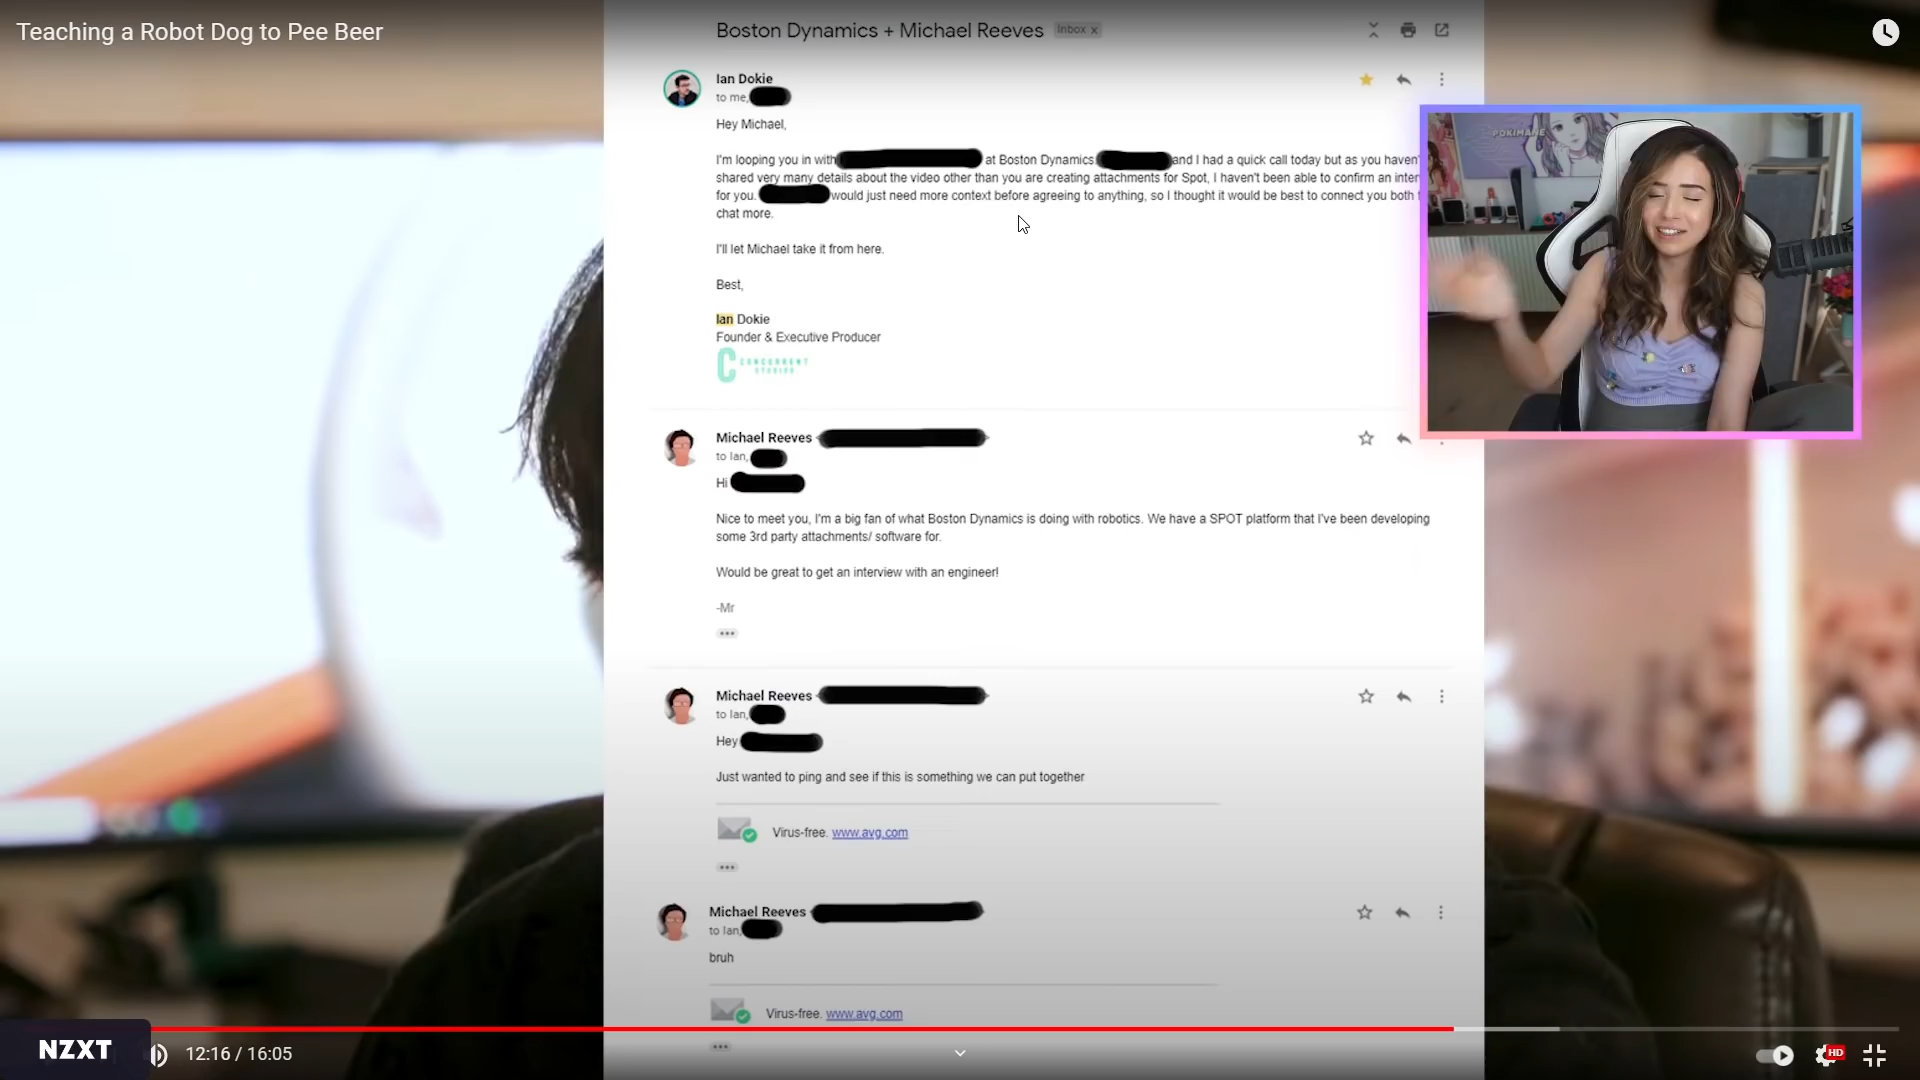 Teaching a Robot Dog to Pee Beer
Boston Dynamics + Michael Reeves Inbox x
Ian Dokie
to me,
Hey Michael,
I'm looping you in with at Boston Dynamics. and I had a quick call today but as you haven'
shared very many details about the video other than you are creating attachments for Spot, I haven't been able to confirm an inter
for you. would just need more context before agreeing to anything, so I thought it would be best to connect you both
chat more.
I'll let Michael take it from here.
Best,
Ian Dokie
Founder & Executive Producer
C CONCURRENT
STUDIOS
POKIMANE
Michael Reeves
to Ian,
Hi
Nice to meet you, I'm a big fan of what Boston Dynamics is doing with robotics. We have a SPOT platform that I've been developing
some 3rd party attachments/ software for.
Would be great to get an interview with an engineer!
-Mr
Michael Reeves
to Ian,
Hey
Just wanted to ping and see if this is something we can put together
Virus-free. www.avg.com
Michael Reeves
to Ian,
bruh
Virus-free. www.avg.com
NZXT
12:16 / 16:05
HD